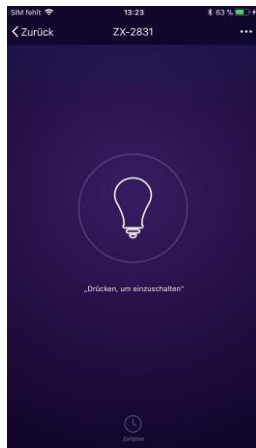 SIM fehlt 13:23 63 %
Zurück ZX-2831
„Drücken, um einzuschalten"
Zeitplan